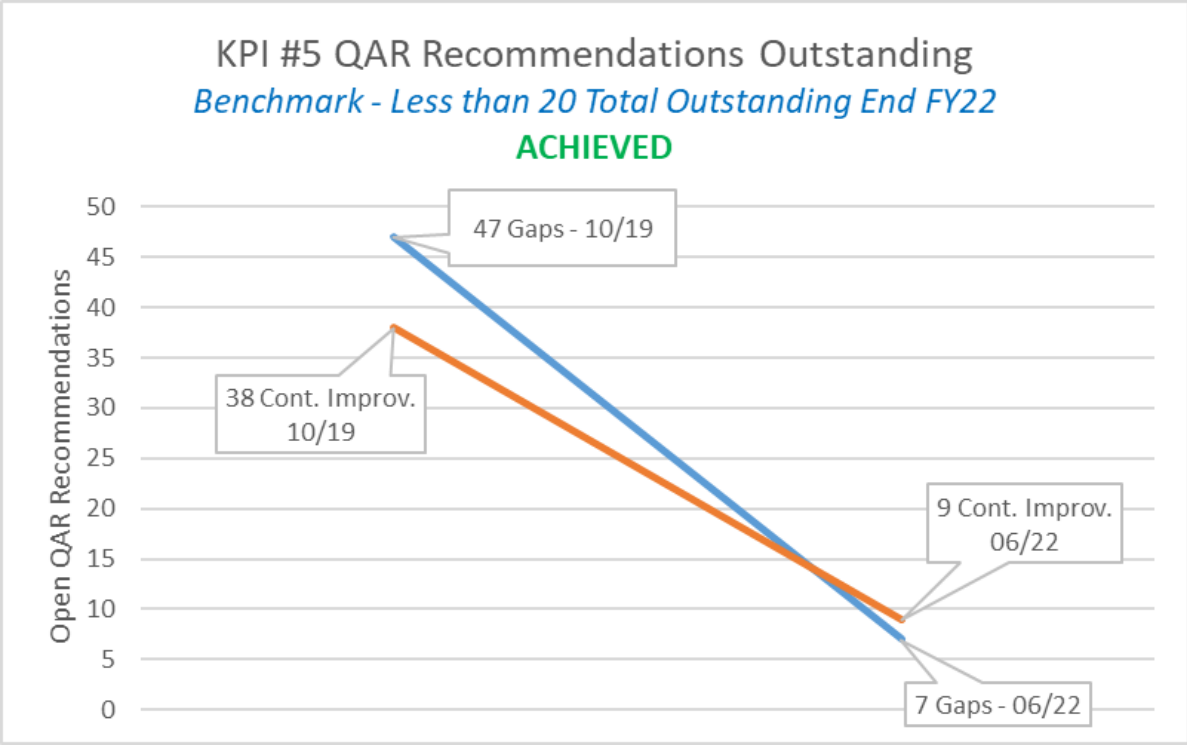 KPI #5 QAR Recommendations Outstanding
Benchmark - Less than 20 Total Outstanding End FY22
ACHIEVED
Open QAR Recommendations
50
45
40
35
30
25
20
15
10
5
0
47 Gaps - 10/19
38 Cont. Improv.
10/19
9 Cont. Improv.
06/22
7 Gaps - 06/22